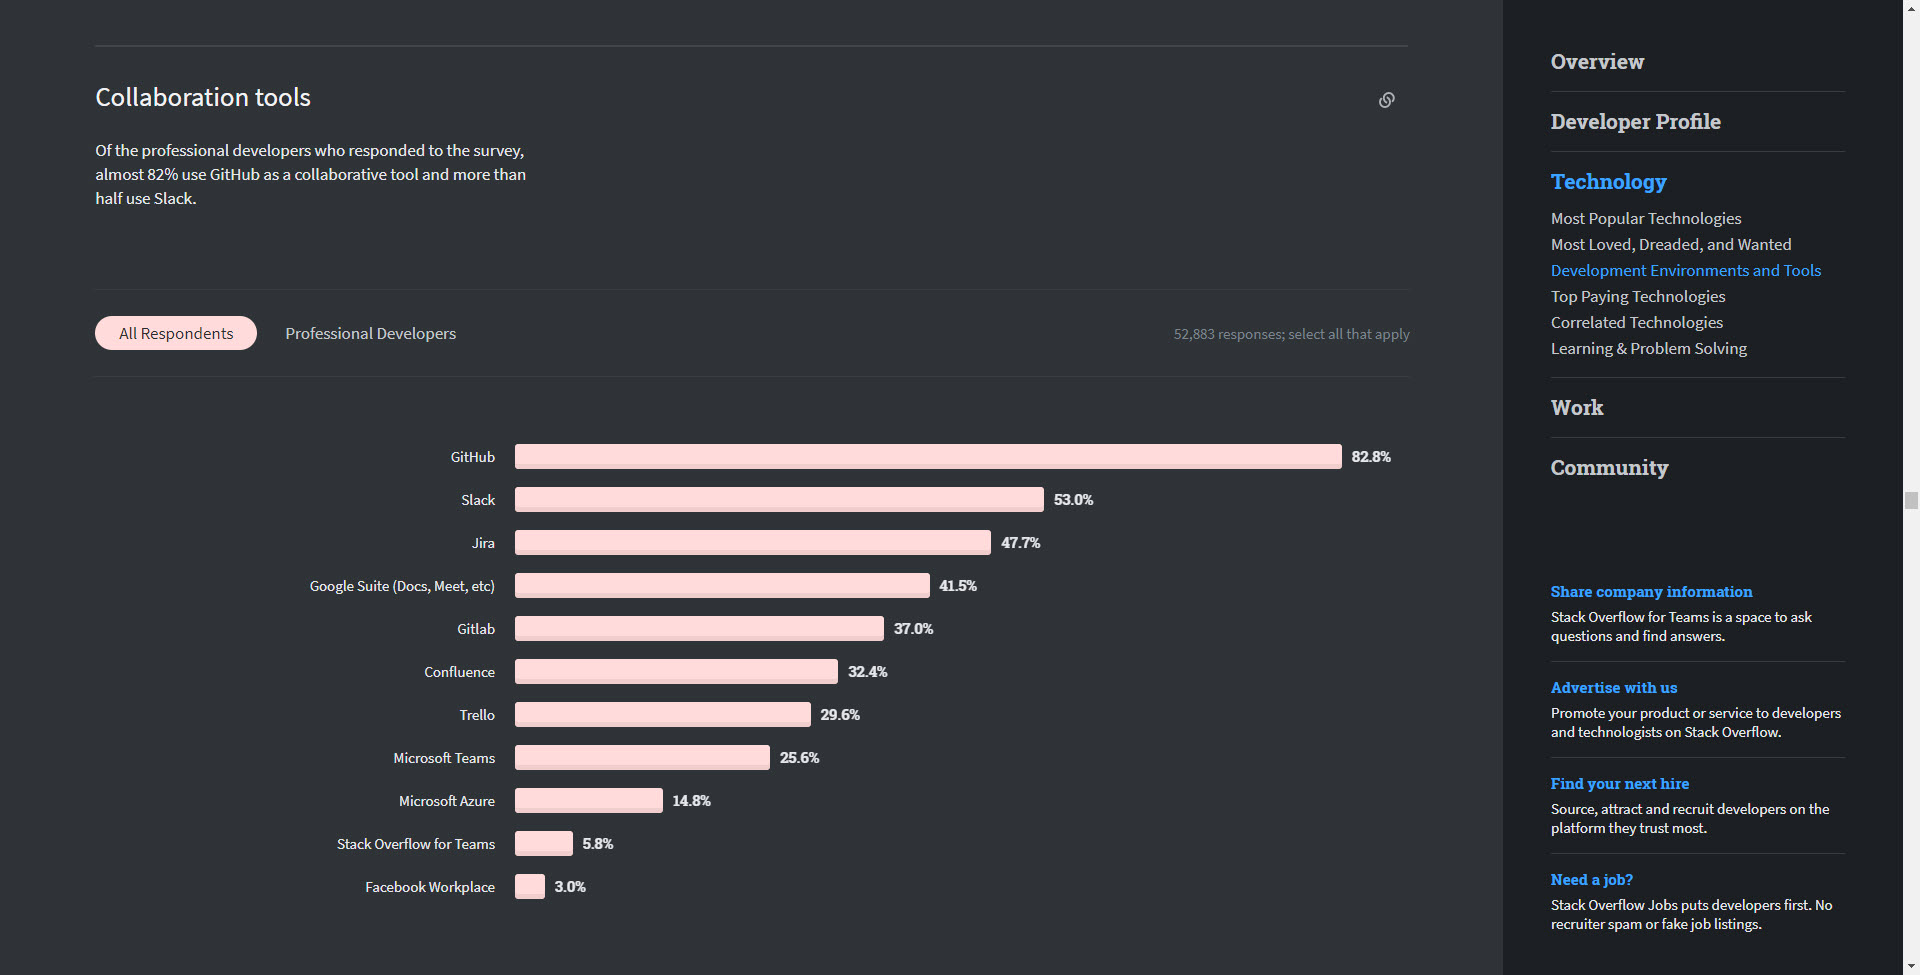 Collaboration tools
Of the professional developers who responded to the survey,
almost 82% use GitHub as a collaborative tool and more than
half use Slack.
All Respondents
Professional Developers
52,883 responses; select all that apply
GitHub 82.8%
Slack 53.0%
Jira 47.7%
Google Suite (Docs, Meet, etc) 41.5%
Gitlab 37.0%
Confluence 32.4%
Trello 29.6%
Microsoft Teams 25.6%
Microsoft Azure 14.8%
Stack Overflow for Teams 5.8%
Facebook Workplace 3.0%
Overview
Developer Profile
Technology
Most Popular Technologies
Most Loved, Dreaded, and Wanted
Development Environments and Tools
Top Paying Technologies
Correlated Technologies
Learning & Problem Solving
Work
Community
Share company information
Stack Overflow for Teams is a space to ask
questions and find answers.
Advertise with us
Promote your product or service to developers
and technologists on Stack Overflow.
Find your next hire
Source, attract and recruit developers on the
platform they trust most.
Need a job?
Stack Overflow Jobs puts developers first. No
recruiter spam or fake job listings.